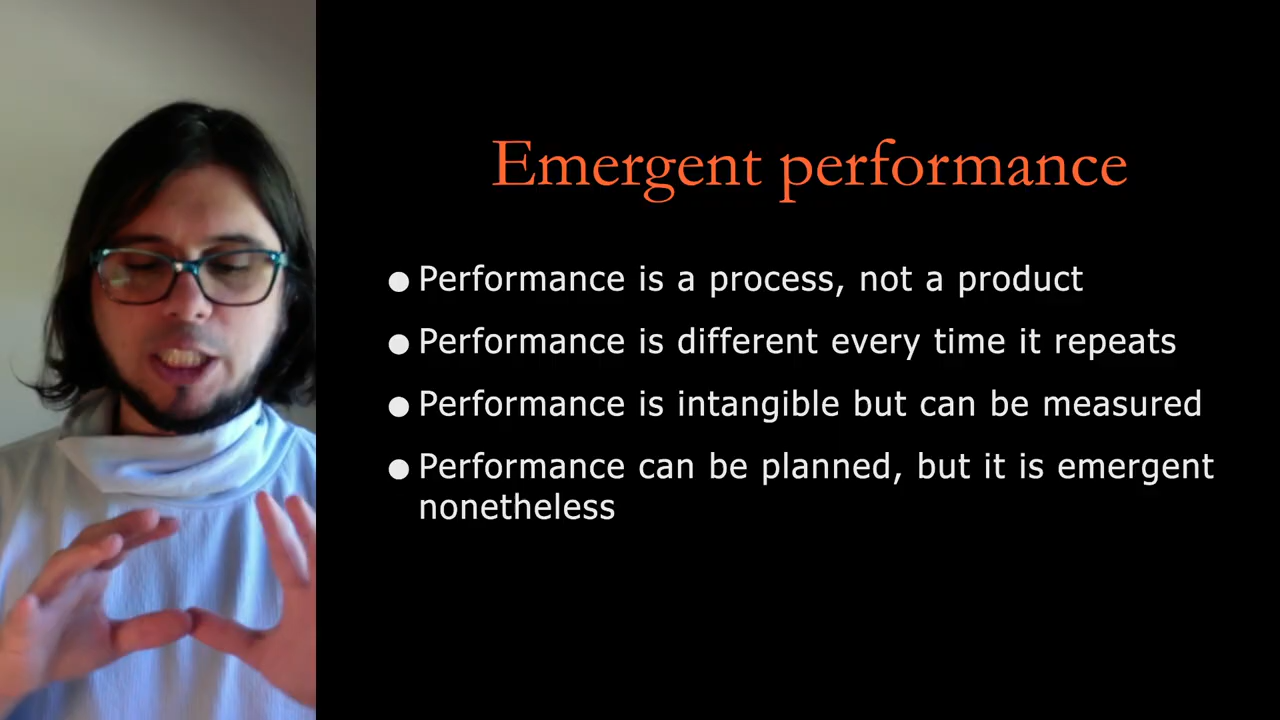 Emergent performance
● Performance is a process, not a product
● Performance is different every time it repeats
● Performance is intangible but can be measured
● Performance can be planned, but it is emergent
nonetheless